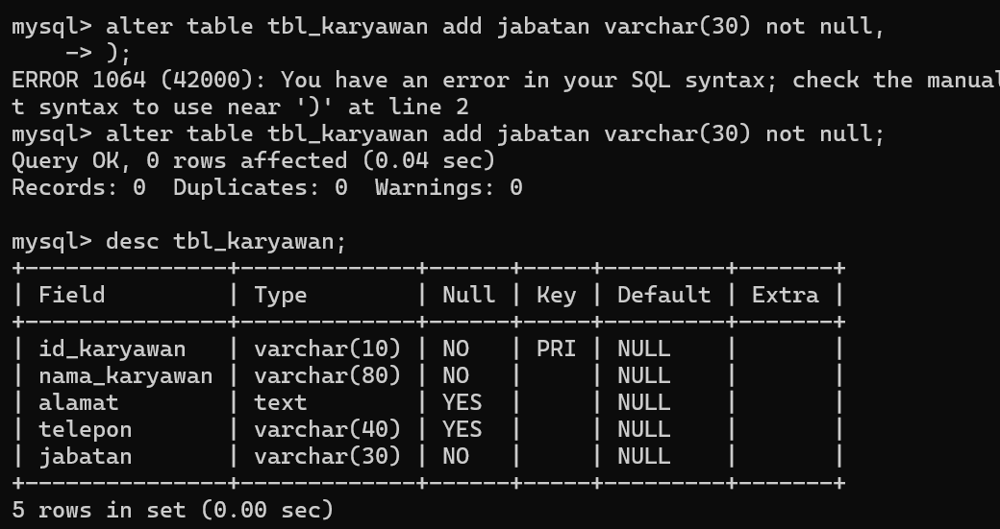 mysql> alter table tbl_karyawan add jabatan varchar(30) not null,
    -> );
ERROR 1064 (42000): You have an error in your SQL syntax; check the manual
t syntax to use near ')' at line 2
mysql> alter table tbl_karyawan add jabatan varchar(30) not null;
Query OK, 0 rows affected (0.04 sec)
Records: 0  Duplicates: 0  Warnings: 0

mysql> desc tbl_karyawan;
+---------------+-------------+------+-----+---------+-------+
| Field         | Type        | Null | Key | Default | Extra |
+---------------+-------------+------+-----+---------+-------+
| id_karyawan   | varchar(10) | NO   | PRI | NULL    |       |
| nama_karyawan | varchar(80) | NO   |     | NULL    |       |
| alamat        | text        | YES  |     | NULL    |       |
| telepon       | varchar(40) | YES  |     | NULL    |       |
| jabatan       | varchar(30) | NO   |     | NULL    |       |
+---------------+-------------+------+-----+---------+-------+
5 rows in set (0.00 sec)